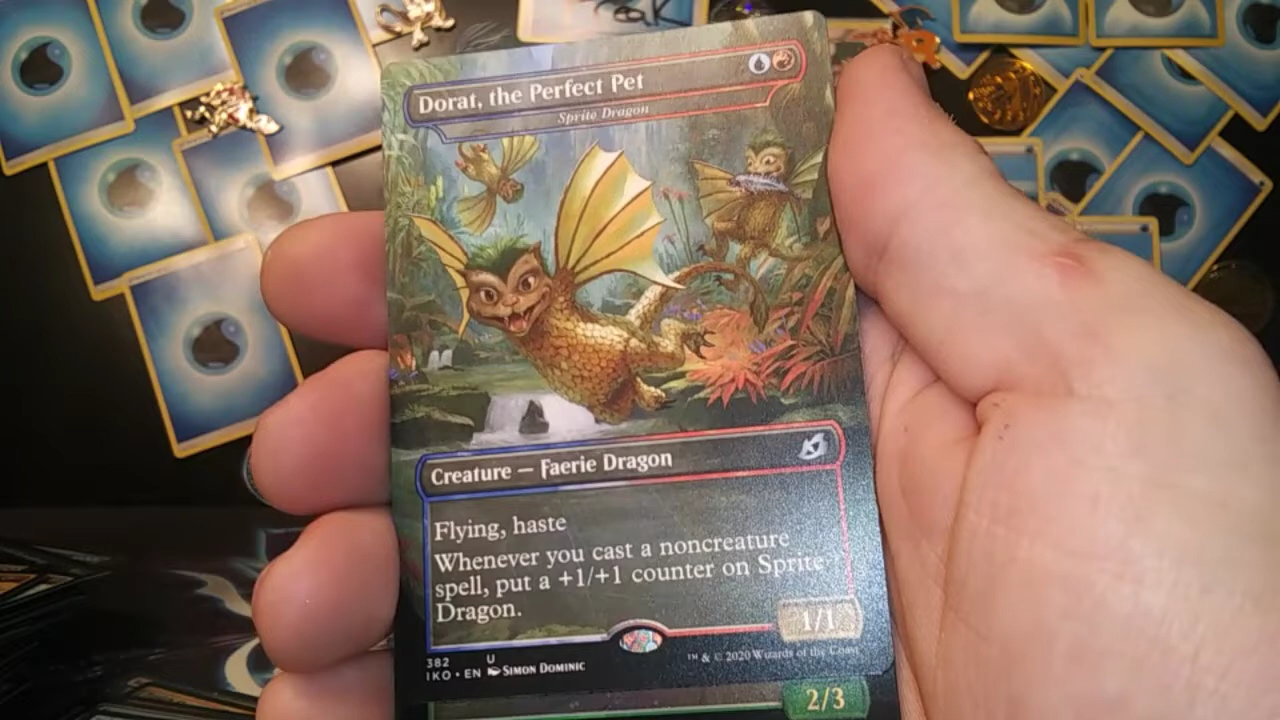 Dorat, the Perfect Pet
Sprite Dragon
Creature — Faerie Dragon
Flying, haste
Whenever you cast a noncreature
spell, put a +1/+1 counter on Sprite
Dragon.
1/1
382 U
IKO • EN SIMON DOMINIC
™ & © 2020 Wizards of the Coast
2/3